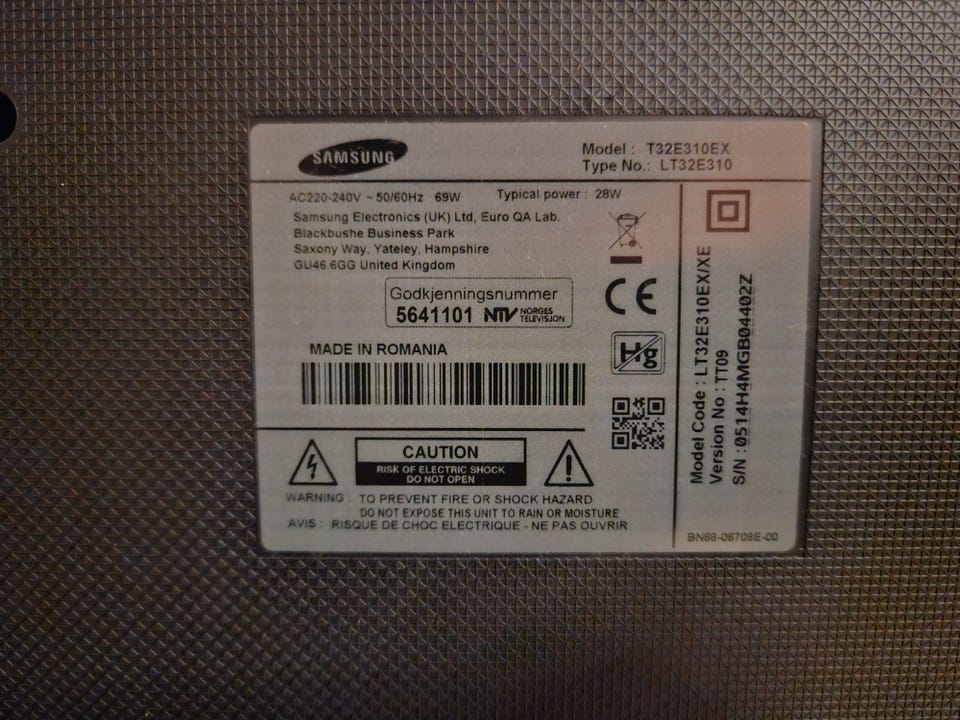 SAMSUNG
Model : T32E310EX
Type No.: LT32E310
AC220-240V ~ 50/60Hz 69W Typical power : 28W
Samsung Electronics (UK) Ltd, Euro QA Lab.
Blackbushe Business Park
Saxony Way, Yateley, Hampshire
GU46 6GG United Kingdom
Godkjenningsnummer
5641101 NTV NORGES
TELEVISJON
MADE IN ROMANIA
CE
Hg
CAUTION
RISK OF ELECTRIC SHOCK
DO NOT OPEN
WARNING : TO PREVENT FIRE OR SHOCK HAZARD
DO NOT EXPOSE THIS UNIT TO RAIN OR MOISTURE
AVIS : RISQUE DE CHOC ELECTRIQUE - NE PAS OUVRIR
Model Code : LT32E310EX/XE
Version No : TT09
S/N : 0514H4MGB04402Z
BN68-06708E-00